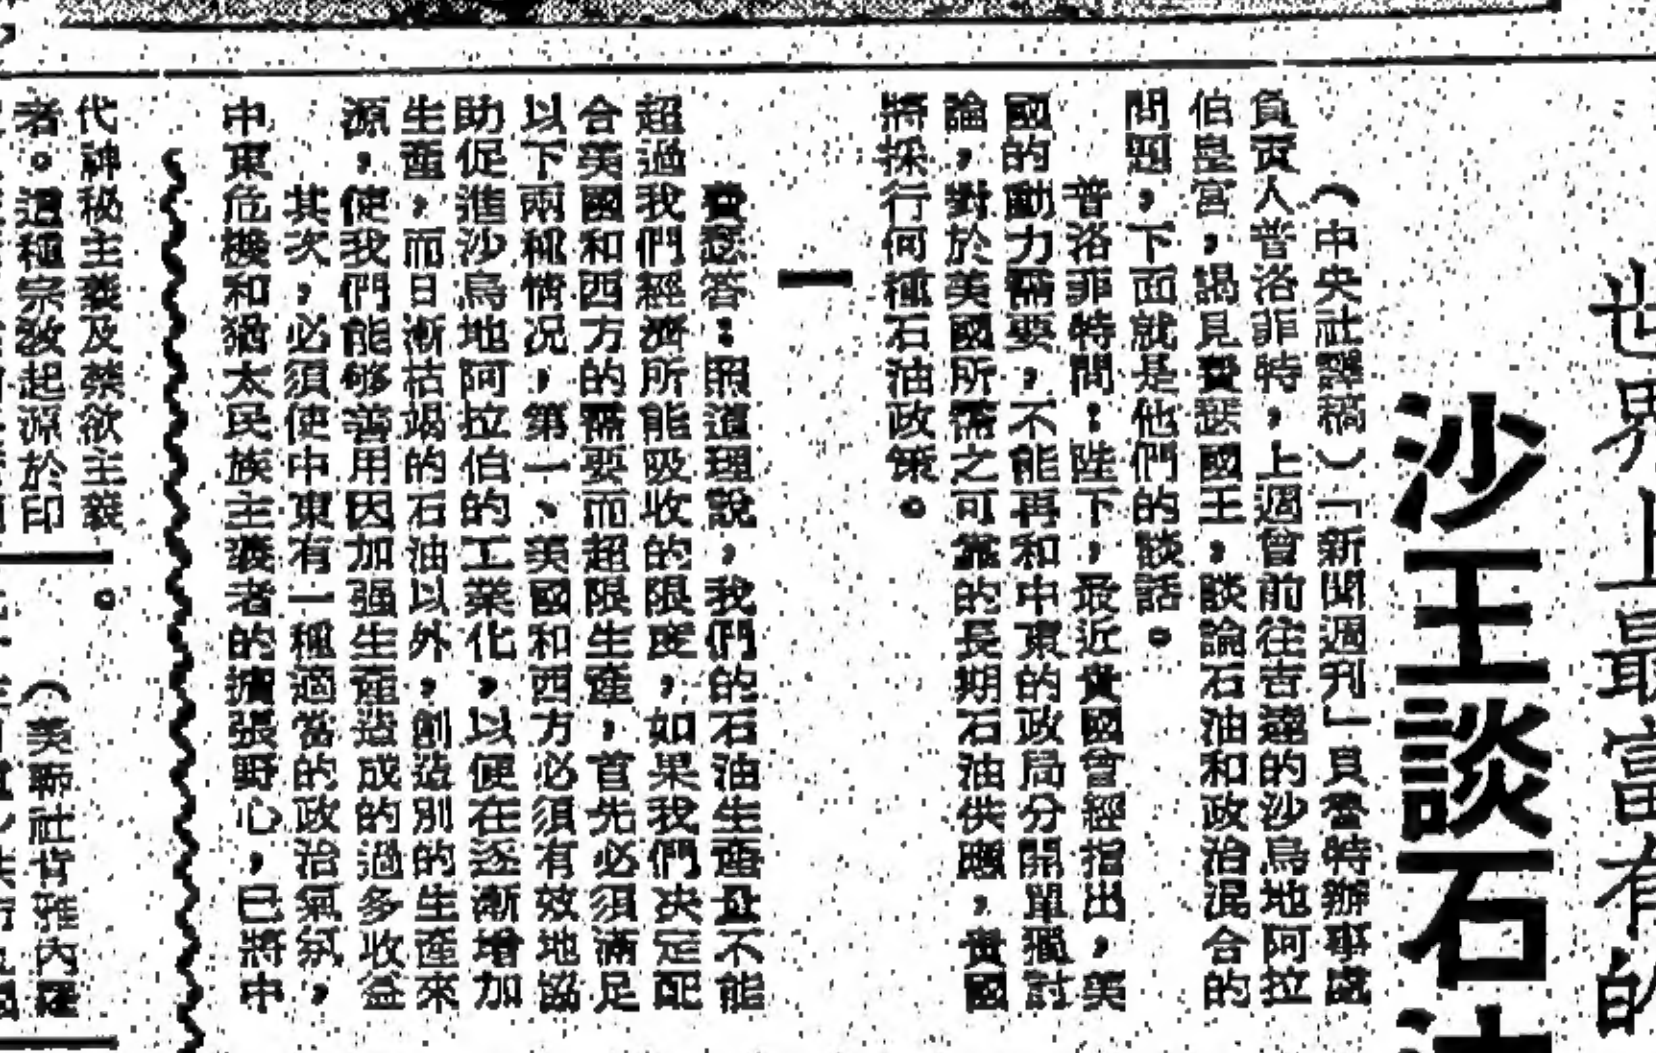 世界上最富有的
沙王談石油
（中央社譯稿）「新聞週刊」貝魯特辦事處
負責人普洛菲特，上週曾前往吉達的沙烏地阿拉
伯皇宮，謁見費瑟國王，談論石油和政治混合的
問題，下面就是他們的談話。
普洛菲特問：陛下，最近貴國曾經指出，美
國的動力需要，不能再和中東的政局分開單獨討
論，對於美國所需之可靠的長期石油供應，貴國
將採行何種石油政策。
費瑟答：照道理說，我們的石油生產量不能
超過我們經濟所能吸收的限度，如果我們決定配
合美國和西方的需要而超限生產，首先必須滿足
以下兩種情況，第一、美國和西方必須有效地協
助促進沙烏地阿拉伯的工業化，以便在逐漸增加
生產，而日漸枯竭的石油以外，創造別的生產來
源，使我們能够善用因加强生產造成的過多收益
其次，必須使中東有一種適當的政治氣氛，
中東危機和猶太民族主義者的擴張野心，已將中
代神秘主義及禁欲主義
者。這種宗教起源於印
。
（美聯社肯雅內羅